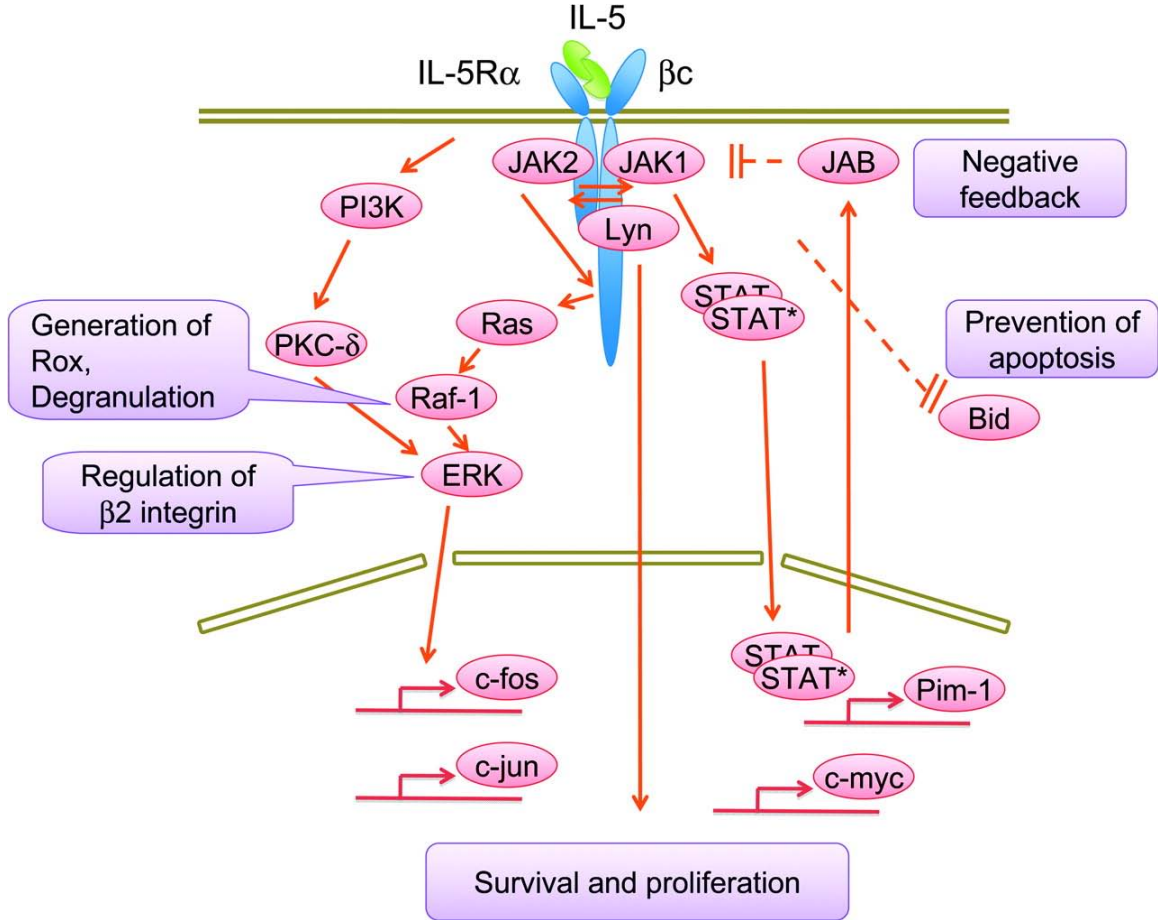 IL-5
IL-5Rα
βc
JAK2
JAK1
JAB
Negative
feedback
PI3K
Lyn
STAT
STAT*
Generation of
Rox,
Degranulation
PKC-δ
Ras
Raf-1
Prevention of
apoptosis
Bid
Regulation of
β2 integrin
ERK
STAT
STAT*
c-fos
Pim-1
c-jun
c-myc
Survival and proliferation